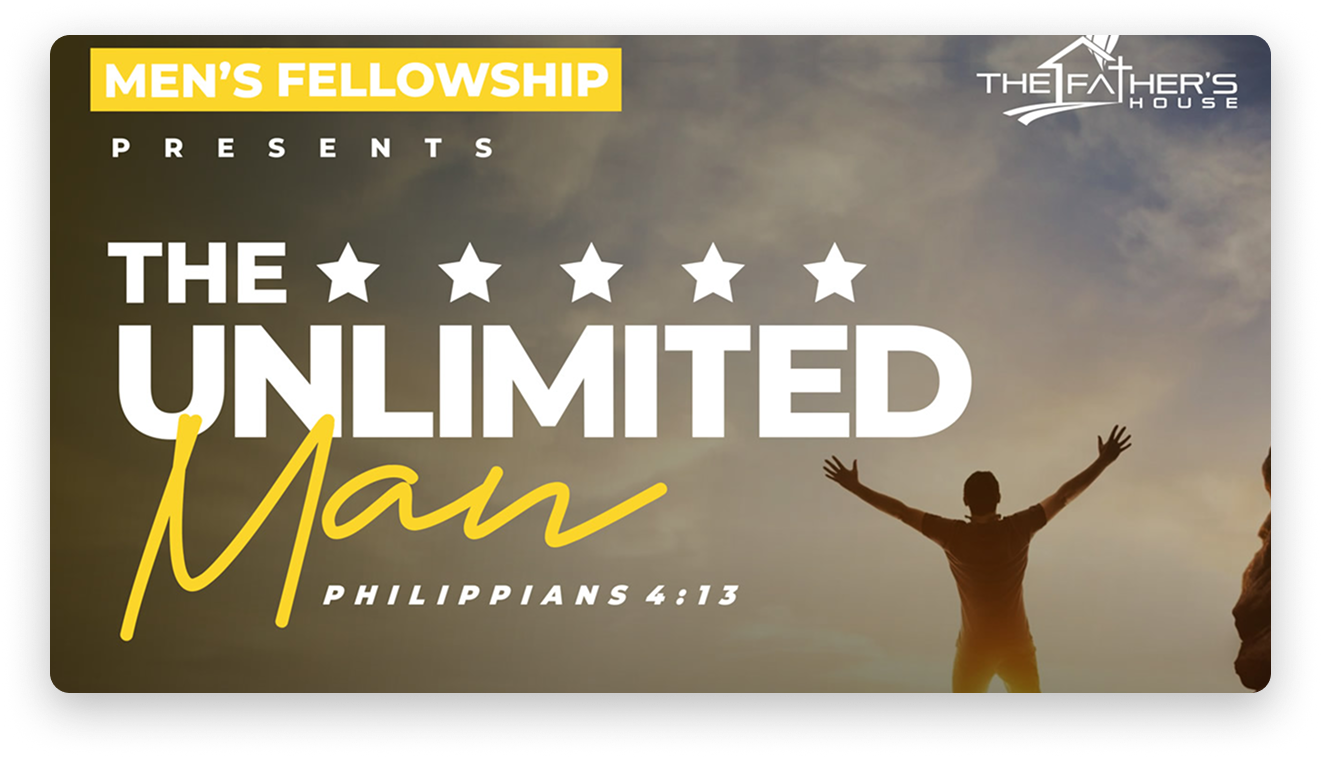 MEN'S FELLOWSHIP
PRESENTS
THE
UNLIMITED
Man
PHILIPPIANS 4:13
THE FATHER'S
HOUSE